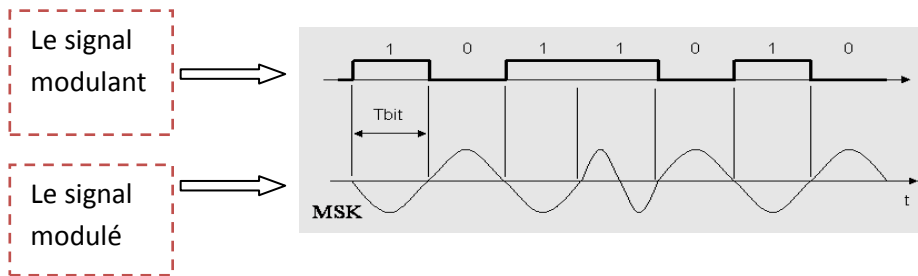 Le signal
modulant
1 0 1 1 0 1 0
Tbit
Le signal
modulé
MSK
t